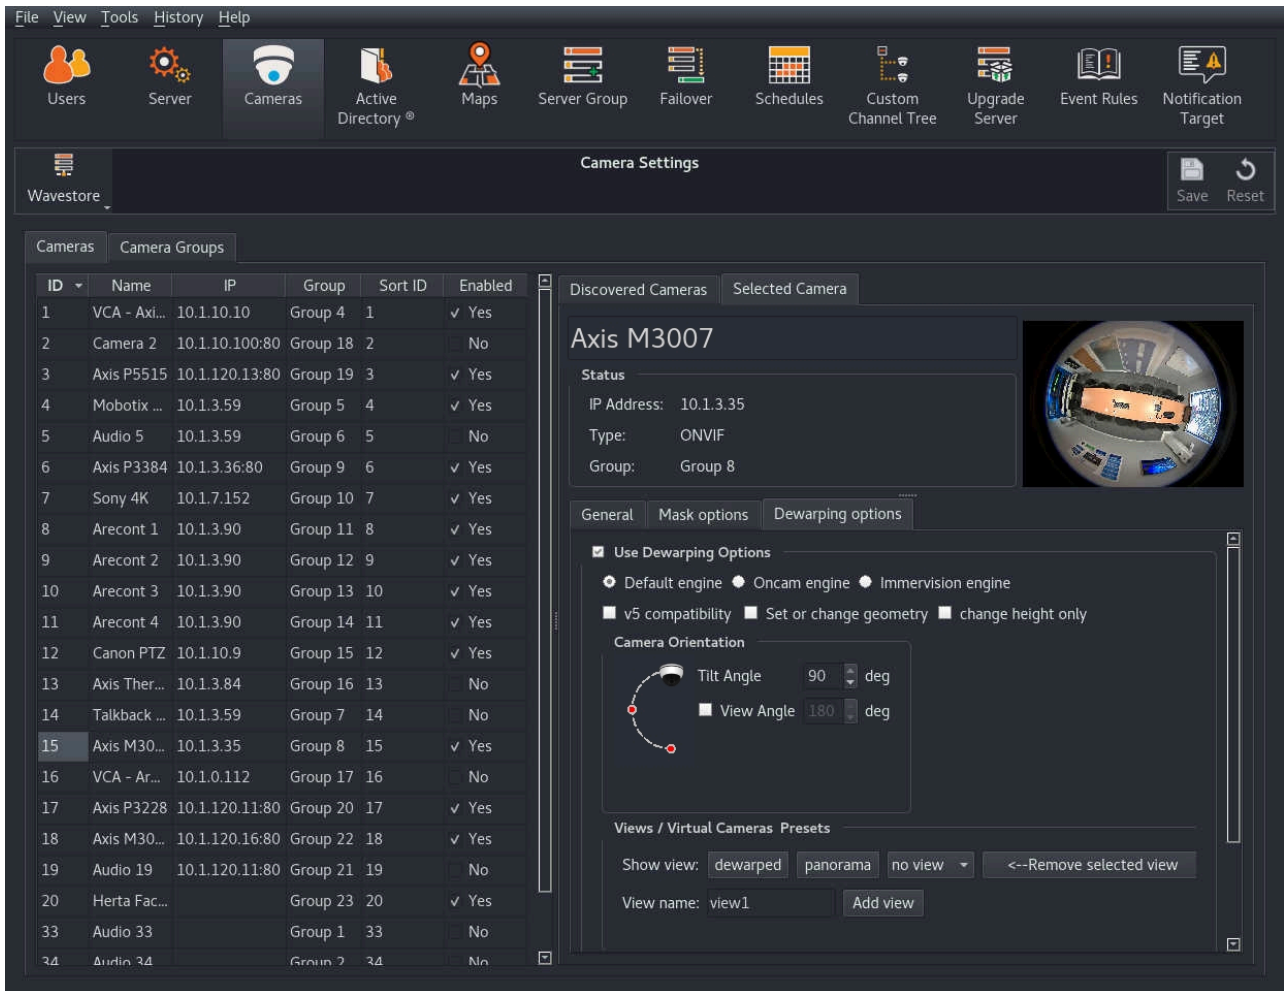 File View Tools History Help
Users Server Cameras Active Directory ® Maps Server Group Failover Schedules Custom Channel Tree Upgrade Server Event Rules Notification Target
Camera Settings
Wavestore Save Reset
Cameras Camera Groups
ID Name IP Group Sort ID Enabled
1 VCA - Axi... 10.1.10.10 Group 4 1 Yes
2 Camera 2 10.1.10.100:80 Group 18 2 No
3 Axis P5515 10.1.120.13:80 Group 19 3 Yes
4 Mobotix ... 10.1.3.59 Group 5 4 Yes
5 Audio 5 10.1.3.59 Group 6 5 No
6 Axis P3384 10.1.3.36:80 Group 9 6 Yes
7 Sony 4K 10.1.7.152 Group 10 7 Yes
8 Arecont 1 10.1.3.90 Group 11 8 Yes
9 Arecont 2 10.1.3.90 Group 12 9 Yes
10 Arecont 3 10.1.3.90 Group 13 10 Yes
11 Arecont 4 10.1.3.90 Group 14 11 Yes
12 Canon PTZ 10.1.10.9 Group 15 12 Yes
13 Axis Ther... 10.1.3.84 Group 16 13 No
14 Talkback ... 10.1.3.59 Group 7 14 No
15 Axis M30... 10.1.3.35 Group 8 15 Yes
16 VCA - Ar... 10.1.0.112 Group 17 16 No
17 Axis P3228 10.1.120.11:80 Group 20 17 Yes
18 Axis M30... 10.1.120.16:80 Group 22 18 Yes
19 Audio 19 10.1.120.11:80 Group 21 19 No
20 Herta Fac... Group 23 20 Yes
33 Audio 33 Group 1 33 No
34 Audio 34 Group 2 34 No
Discovered Cameras Selected Camera
Axis M3007
Status
IP Address: 10.1.3.35
Type: ONVIF
Group: Group 8
General Mask options Dewarping options
Use Dewarping Options
Default engine Oncam engine Immervision engine
v5 compatibility Set or change geometry change height only
Camera Orientation
Tilt Angle 90 deg
View Angle 180 deg
Views / Virtual Cameras Presets
Show view: dewarped panorama no view <--Remove selected view
View name: view1 Add view